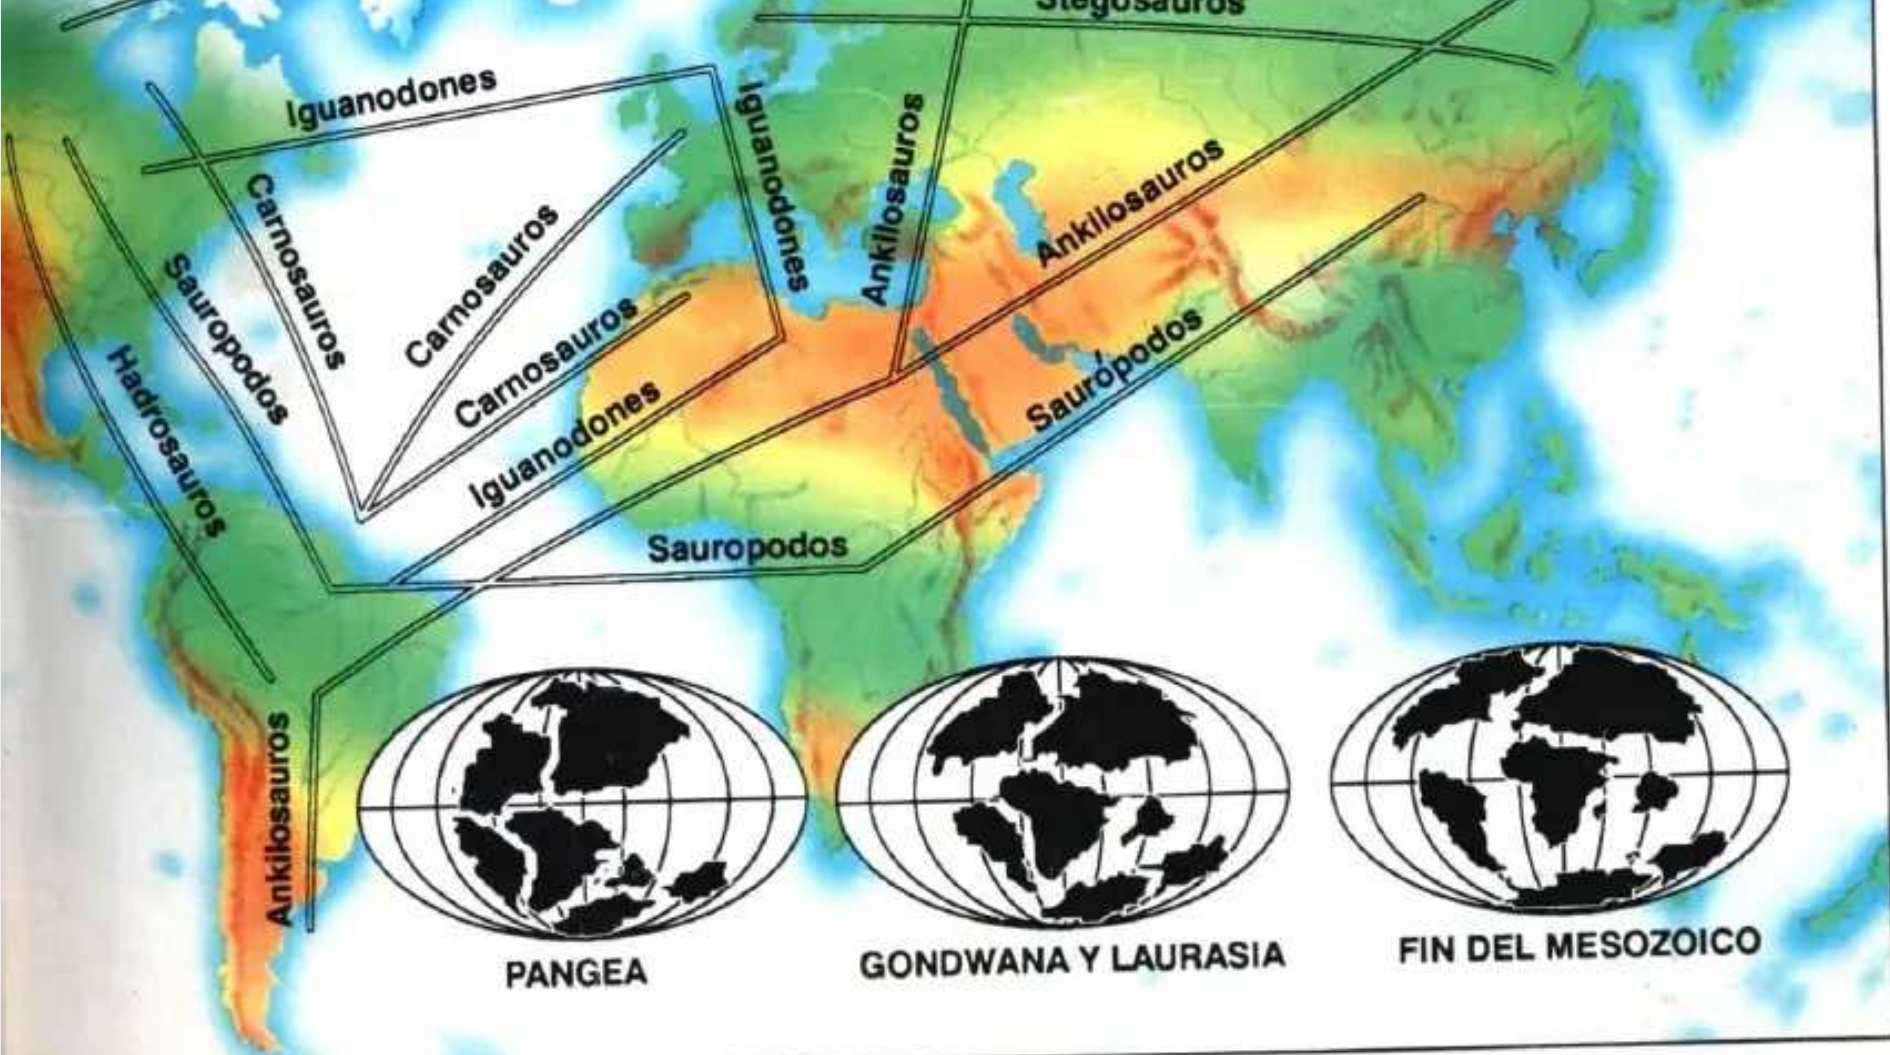 Stegosauros
Iguanodones
Iguanodones
Ankilosauros
Ankilosauros
Carnosauros
Carnosauros
Sauropodos
Carnosauros
Hadrosauros
Iguanodones
Saurópodos
Sauropodos
Ankilosauros
PANGEA
GONDWANA Y LAURASIA
FIN DEL MESOZOICO